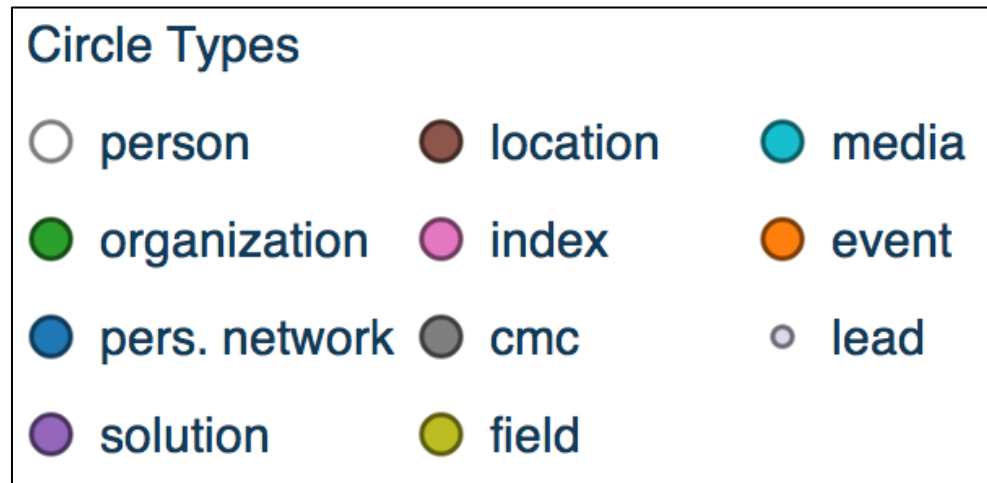 Circle Types
person
location
media
organization
index
event
pers. network
cmc
lead
solution
field